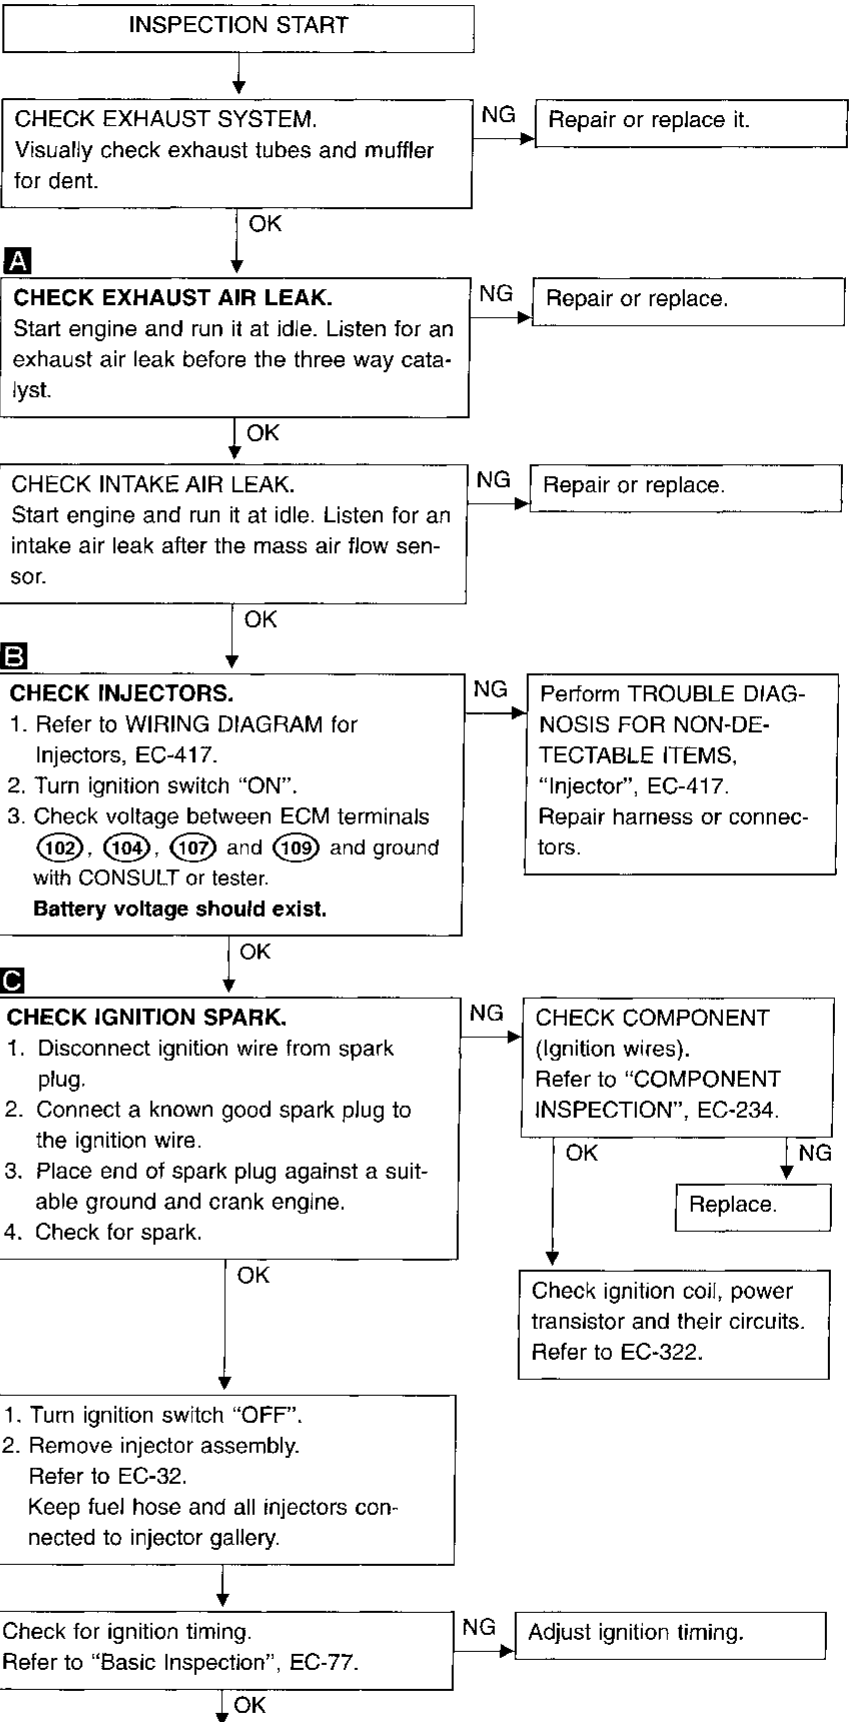 INSPECTION START
CHECK EXHAUST SYSTEM.
Visually check exhaust tubes and muffler
for dent.
NG
Repair or replace it.
OK
A
CHECK EXHAUST AIR LEAK.
Start engine and run it at idle. Listen for an
exhaust air leak before the three way cata-
lyst.
NG
Repair or replace.
OK
CHECK INTAKE AIR LEAK.
Start engine and run it at idle. Listen for an
intake air leak after the mass air flow sen-
sor.
NG
Repair or replace.
OK
B
CHECK INJECTORS.
1. Refer to WIRING DIAGRAM for
Injectors, EC-417.
2. Turn ignition switch "ON".
3. Check voltage between ECM terminals
102, 104, 107 and 109 and ground
with CONSULT or tester.
Battery voltage should exist.
NG
Perform TROUBLE DIAG-
NOSIS FOR NON-DE-
TECTABLE ITEMS,
"Injector", EC-417.
Repair harness or connec-
tors.
OK
C
CHECK IGNITION SPARK.
1. Disconnect ignition wire from spark
plug.
2. Connect a known good spark plug to
the ignition wire.
3. Place end of spark plug against a suit-
able ground and crank engine.
4. Check for spark.
NG
CHECK COMPONENT
(Ignition wires).
Refer to "COMPONENT
INSPECTION", EC-234.
OK
NG
Replace.
Check ignition coil, power
transistor and their circuits.
Refer to EC-322.
OK
1. Turn ignition switch "OFF".
2. Remove injector assembly.
Refer to EC-32.
Keep fuel hose and all injectors con-
nected to injector gallery.
Check for ignition timing.
Refer to "Basic Inspection", EC-77.
NG
Adjust ignition timing.
OK